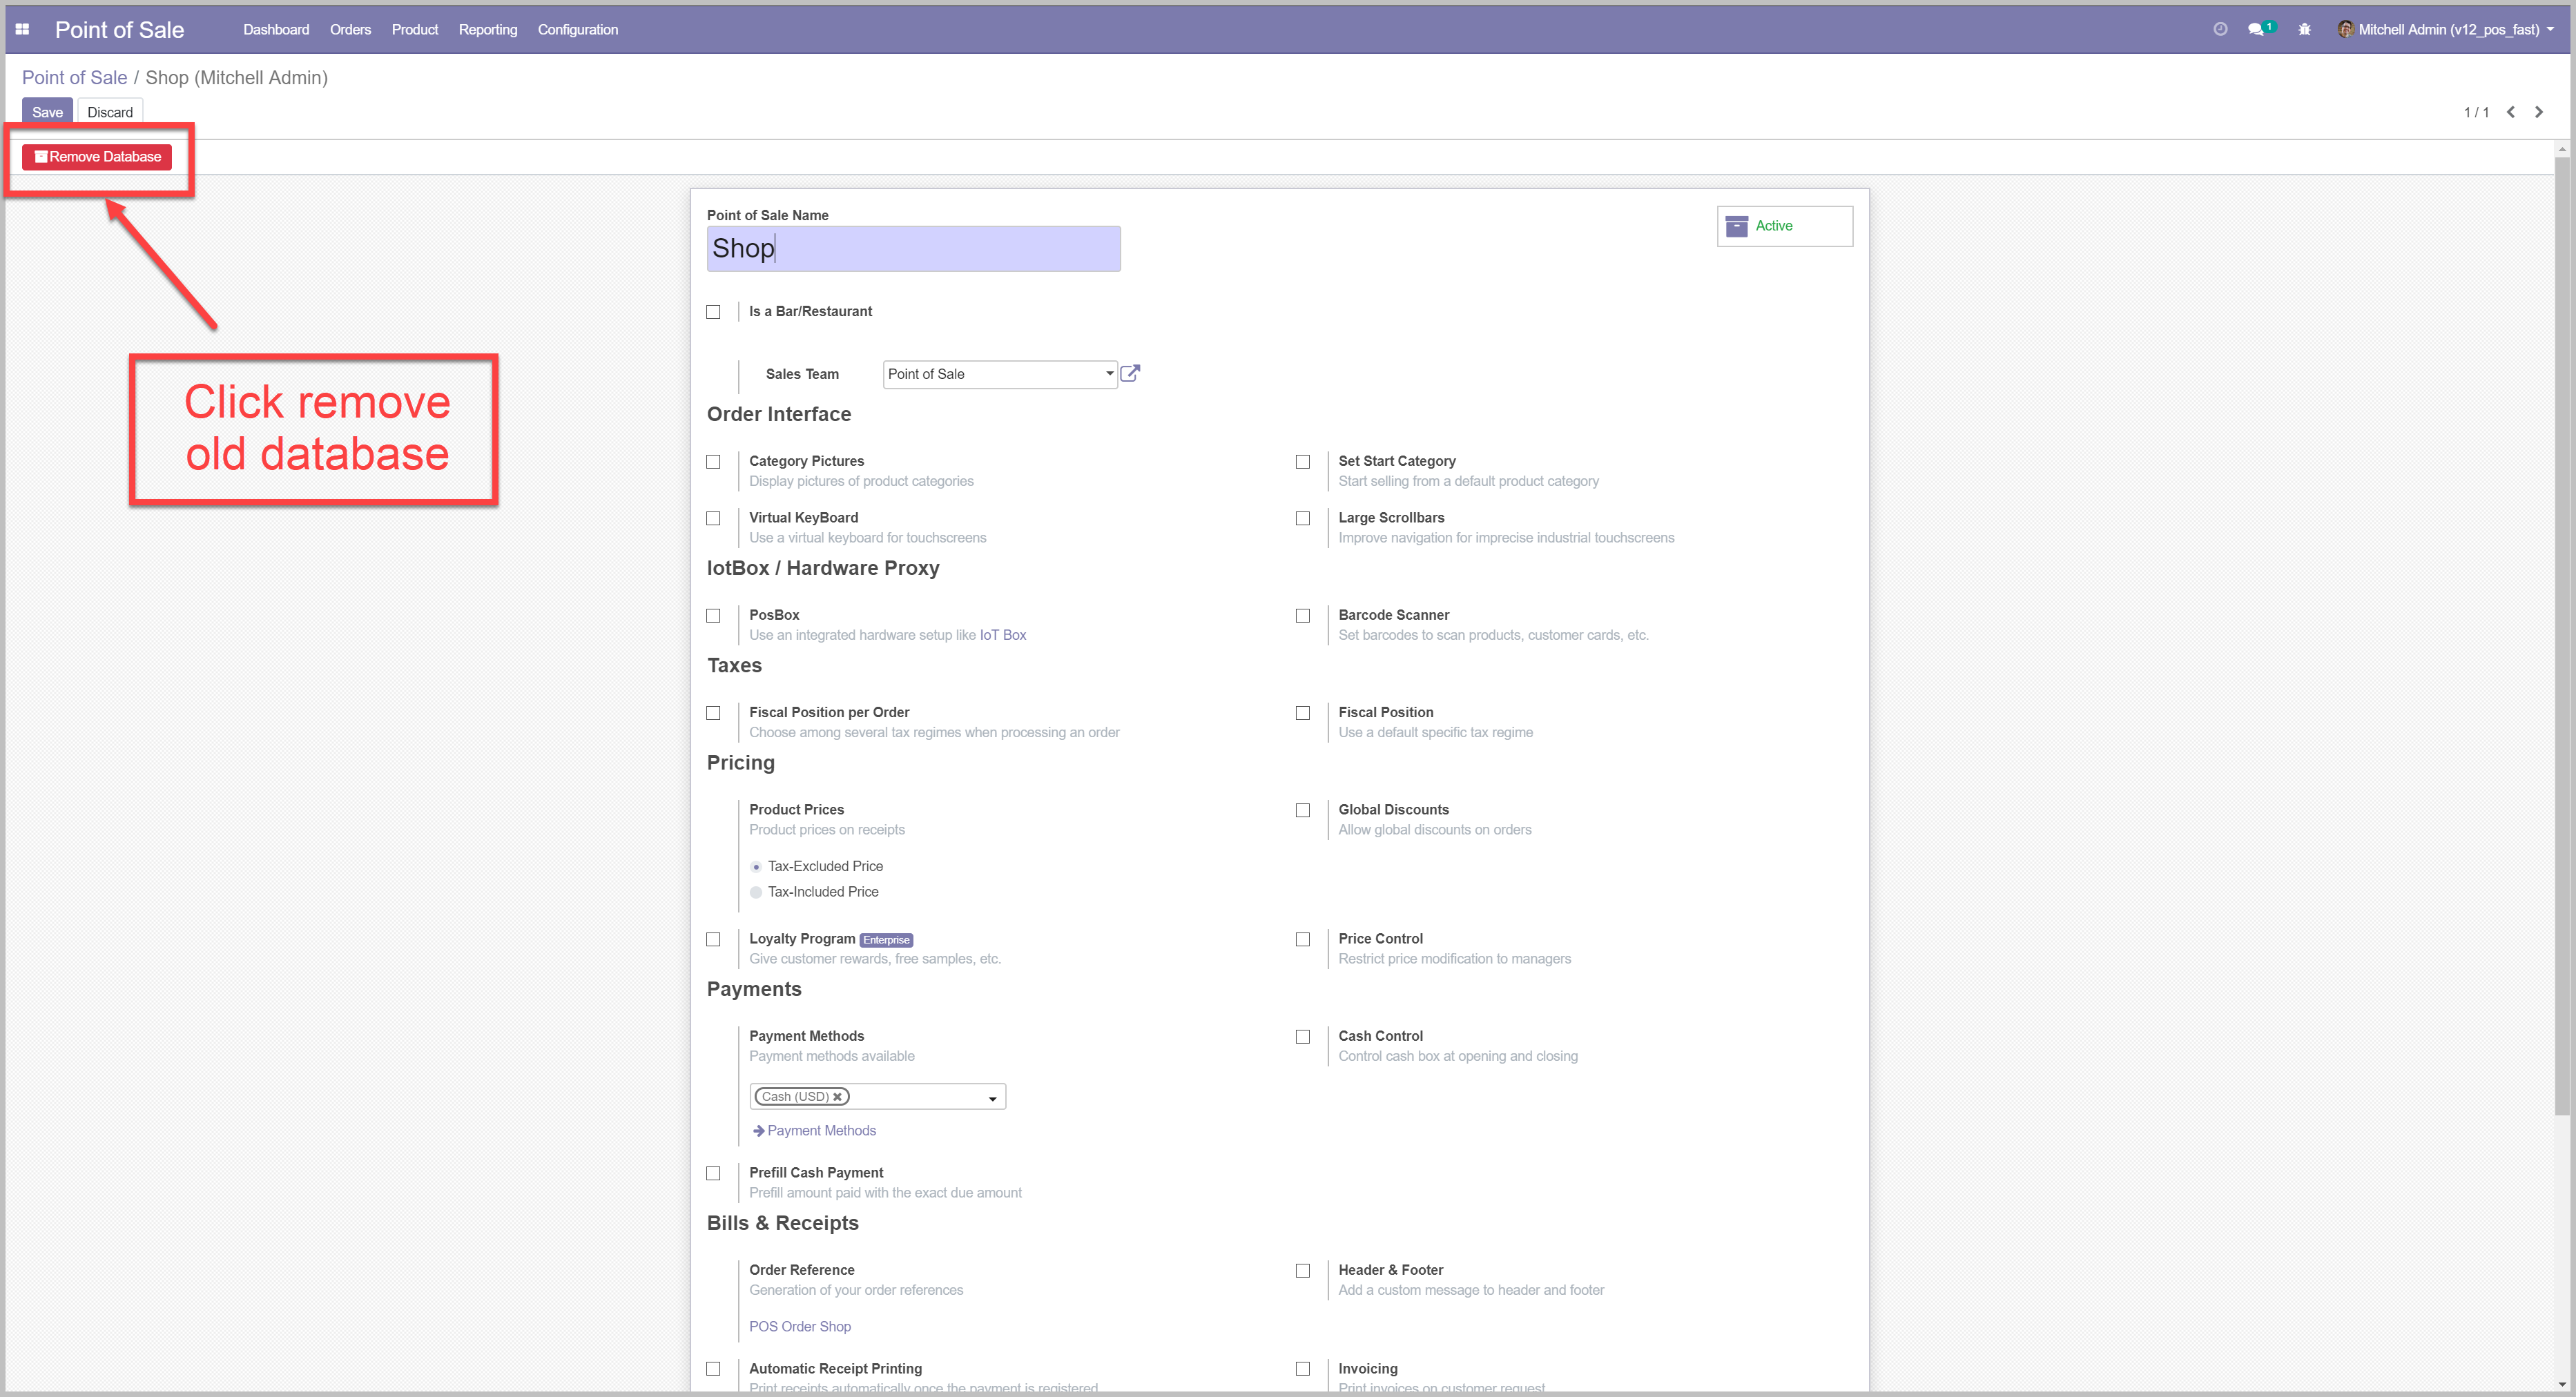 Point of Sale
Dashboard Orders Product Reporting Configuration
1
Mitchell Admin (v12_pos_fast)
Point of Sale / Shop (Mitchell Admin)
Save Discard
1 / 1
Remove Database
Click remove
old database
Point of Sale Name
Shop
Active
Is a Bar/Restaurant
Sales Team Point of Sale
Order Interface
Category Pictures
Display pictures of product categories
Set Start Category
Start selling from a default product category
Virtual KeyBoard
Use a virtual keyboard for touchscreens
Large Scrollbars
Improve navigation for imprecise industrial touchscreens
IotBox / Hardware Proxy
PosBox
Use an integrated hardware setup like IoT Box
Barcode Scanner
Set barcodes to scan products, customer cards, etc.
Taxes
Fiscal Position per Order
Choose among several tax regimes when processing an order
Fiscal Position
Use a default specific tax regime
Pricing
Product Prices
Product prices on receipts
Tax-Excluded Price
Tax-Included Price
Global Discounts
Allow global discounts on orders
Loyalty Program Enterprise
Give customer rewards, free samples, etc.
Price Control
Restrict price modification to managers
Payments
Payment Methods
Payment methods available
Cash (USD)
Payment Methods
Cash Control
Control cash box at opening and closing
Prefill Cash Payment
Prefill amount paid with the exact due amount
Bills & Receipts
Order Reference
Generation of your order references
POS Order Shop
Header & Footer
Add a custom message to header and footer
Automatic Receipt Printing
Print receipts automatically once the payment is registered
Invoicing
Print invoices on customer request